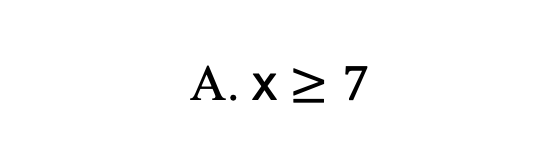 A. x ≥ 7